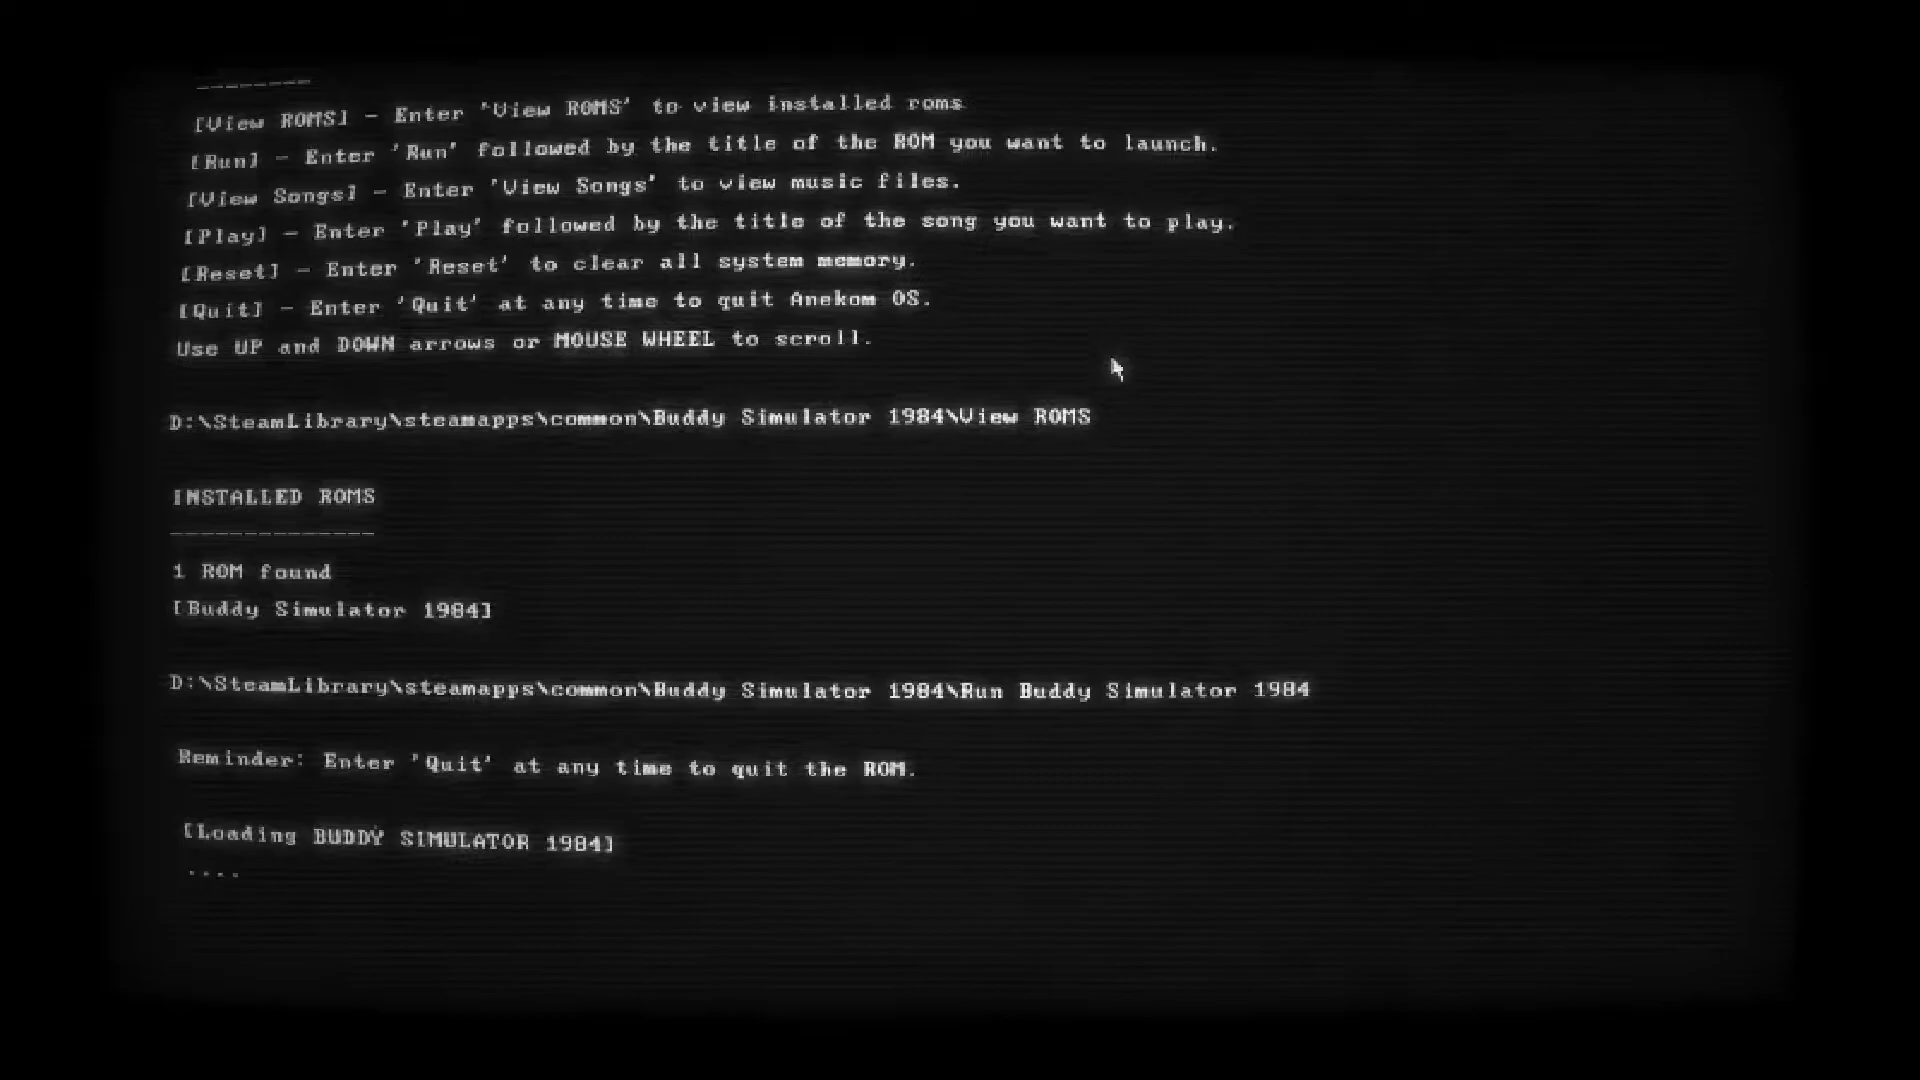 --------
[View ROMS] - Enter 'View ROMS' to view installed roms
[Run] - Enter 'Run' followed by the title of the ROM you want to launch.
[View Songs] - Enter 'View Songs' to view music files.
[Play] - Enter 'Play' followed by the title of the song you want to play.
[Reset] - Enter 'Reset' to clear all system memory.
[Quit] - Enter 'Quit' at any time to quit Anekom OS.
Use UP and DOWN arrows or MOUSE WHEEL to scroll.
D:\SteamLibrary\steamapps\common\Buddy Simulator 1984\View ROMS
INSTALLED ROMS
--------------
1 ROM found
[Buddy Simulator 1984]
D:\SteamLibrary\steamapps\common\Buddy Simulator 1984\Run Buddy Simulator 1984
Reminder: Enter 'Quit' at any time to quit the ROM.
[Loading BUDDY SIMULATOR 1984]
....